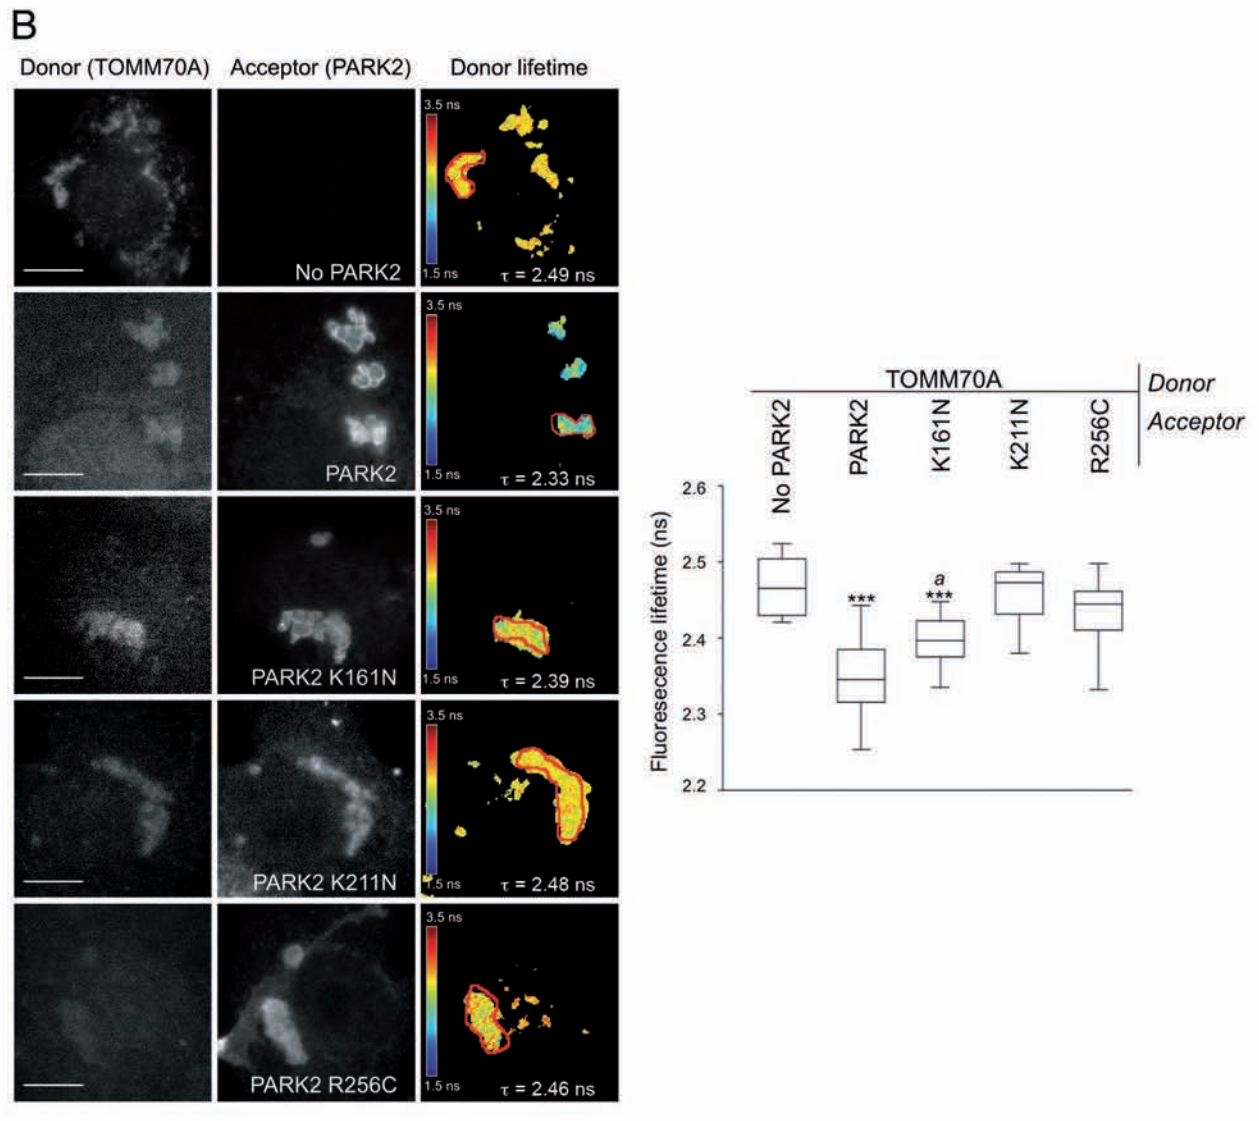 B
Donor (TOMM70A) Acceptor (PARK2) Donor lifetime
3.5 ns
No PARK2
1.5 ns
τ = 2.49 ns
3.5 ns
PARK2
1.5 ns
τ = 2.33 ns
3.5 ns
PARK2 K161N
1.5 ns
τ = 2.39 ns
3.5 ns
PARK2 K211N
1.5 ns
τ = 2.48 ns
3.5 ns
PARK2 R256C
1.5 ns
τ = 2.46 ns
TOMM70A
Donor
Acceptor
No PARK2
PARK2
K161N
K211N
R256C
Fluoresecence lifetime (ns)
2.6
2.5
2.4
2.3
2.2
***
a
***